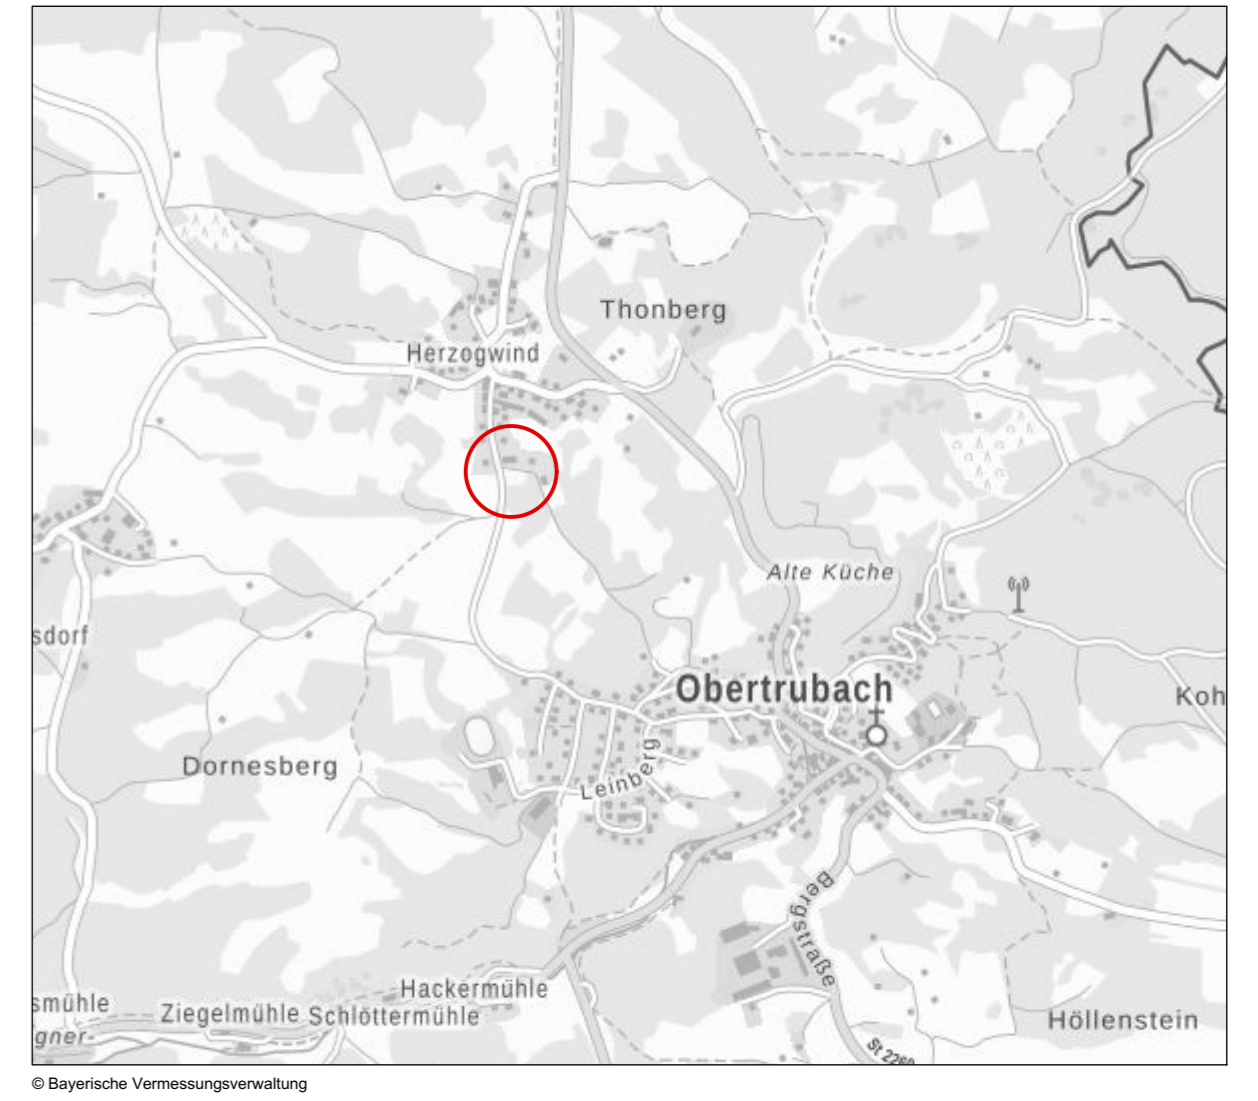 Thonberg
Herzogwind
Alte Küche
sdorf
Obertrubach
Koh
Dornesberg
Leinberg
Bergstraße
Hackermühle
smühle
Ziegelmühle
Schlöttermühle
Höllenstein
gner-
St 2260
© Bayerische Vermessungsverwaltung